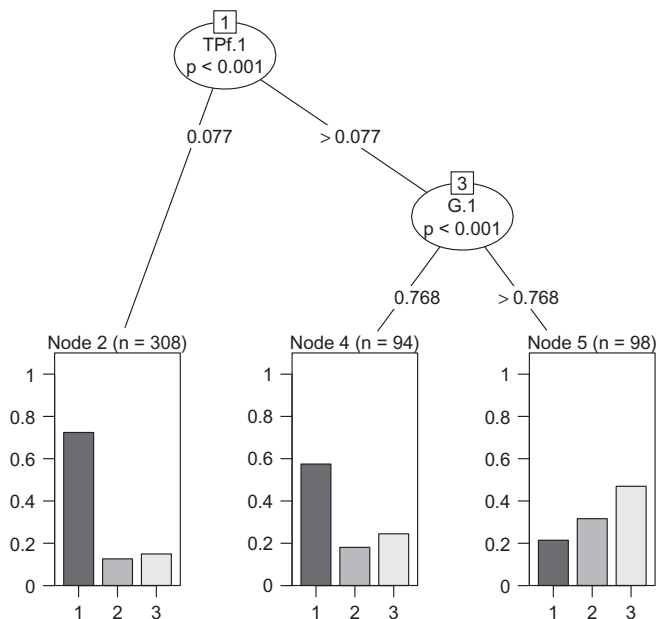 1
TPf.1
p < 0.001
0.077
> 0.077
3
G.1
p < 0.001
0.768
> 0.768
Node 2 (n = 308)
1
0.8
0.6
0.4
0.2
0
1 2 3
Node 4 (n = 94)
1
0.8
0.6
0.4
0.2
0
1 2 3
Node 5 (n = 98)
1
0.8
0.6
0.4
0.2
0
1 2 3